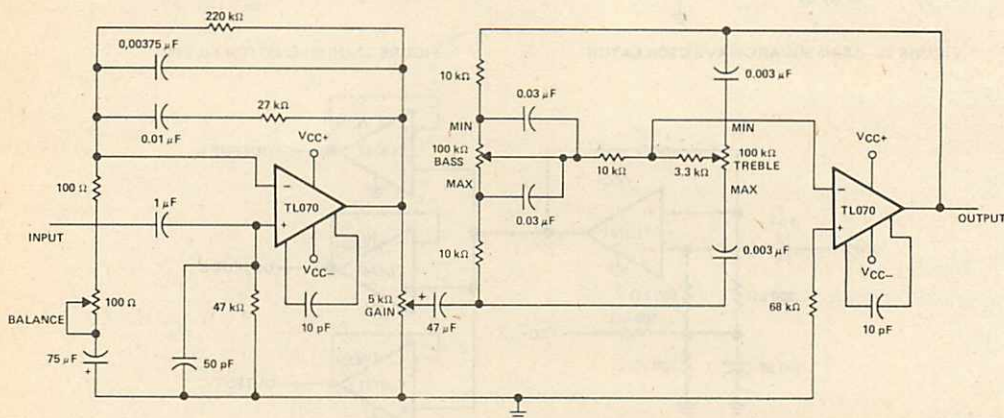 220 kΩ
0,00375 μF
27 kΩ
0.01 μF
100 Ω
1 μF
INPUT
VCC+
−
TL070
+
VCC−
47 kΩ
10 pF
100 Ω
BALANCE
75 μF
+
50 pF
5 kΩ
GAIN
+
47 μF
10 kΩ
0.03 μF
MIN
100 kΩ
BASS
MAX
0.03 μF
10 kΩ
10 kΩ
3.3 kΩ
0.003 μF
MIN
100 kΩ
TREBLE
MAX
0.003 μF
VCC+
−
TL070
+
VCC−
OUTPUT
68 kΩ
10 pF